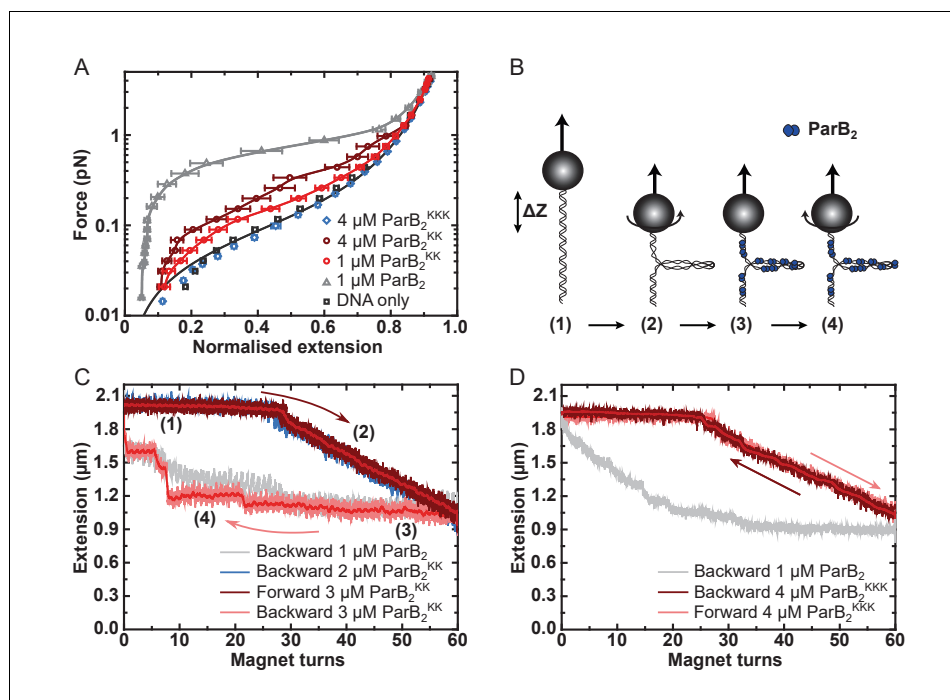 A
Force (pN)
1
0.1
0.01
0.0 0.2 0.4 0.6 0.8 1.0
Normalised extension
4 µM ParB₂ᴷᴷᴷ
4 µM ParB₂ᴷᴷ
1 µM ParB₂ᴷᴷ
1 µM ParB₂
DNA only
B
ParB₂
ΔZ
(1) (2) (3) (4)
C
Extension (µm)
2.1
1.8
1.5
1.2
0.9
0.6
0.3
0.0
0 10 20 30 40 50 60
Magnet turns
(1)
(2)
(3)
(4)
Backward 1 µM ParB₂
Backward 2 µM ParB₂ᴷᴷ
Forward 3 µM ParB₂ᴷᴷ
Backward 3 µM ParB₂ᴷᴷ
D
Extension (µm)
2.1
1.8
1.5
1.2
0.9
0.6
0.3
0.0
0 10 20 30 40 50 60
Magnet turns
Backward 1 µM ParB₂
Backward 4 µM ParB₂ᴷᴷᴷ
Forward 4 µM ParB₂ᴷᴷᴷ